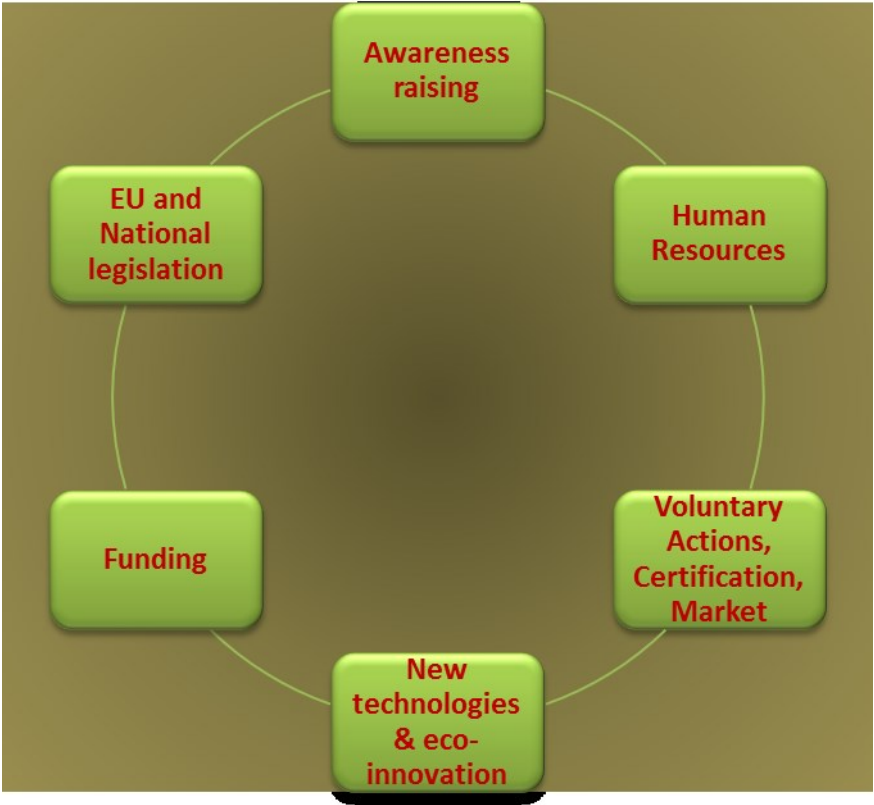 Awareness
raising
Human
Resources
Voluntary
Actions,
Certification,
Market
New
technologies
& eco-
innovation
Funding
EU and
National
legislation